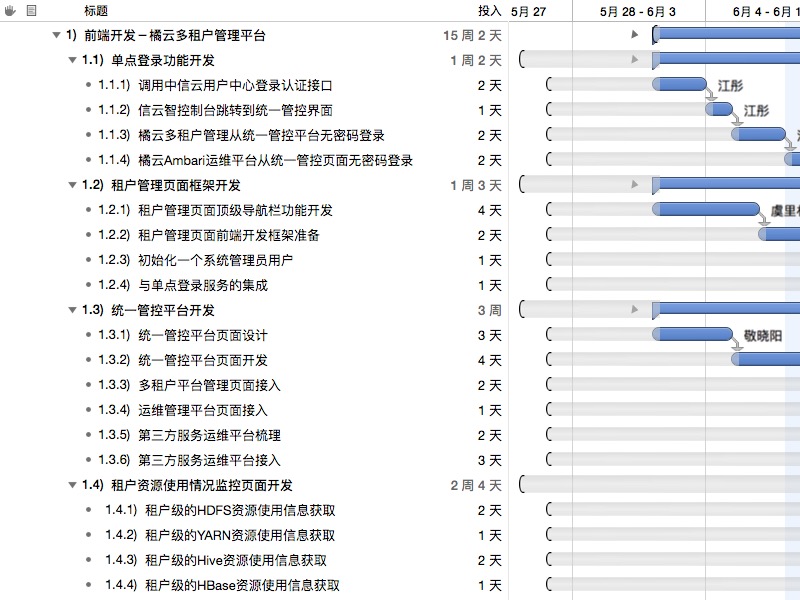 标题 投入 5月 27 5月 28 - 6月 3 6月 4 - 6月 1
1) 前端开发 – 橘云多租户管理平台 15 周 2 天
1.1) 单点登录功能开发 1 周 2 天
1.1.1) 调用中信云用户中心登录认证接口 2 天 江彤
1.1.2) 信云智控制台跳转到统一管控界面 1 天 江彤
1.1.3) 橘云多租户管理从统一管控平台无密码登录 2 天
1.1.4) 橘云Ambari运维平台从统一管控页面无密码登录 2 天
1.2) 租户管理页面框架开发 1 周 3 天
1.2.1) 租户管理页面顶级导航栏功能开发 4 天 虞里
1.2.2) 租户管理页面前端开发框架准备 2 天
1.2.3) 初始化一个系统管理员用户 1 天
1.2.4) 与单点登录服务的集成 1 天
1.3) 统一管控平台开发 3 周
1.3.1) 统一管控平台页面设计 3 天 敬晓阳
1.3.2) 统一管控平台页面开发 4 天
1.3.3) 多租户平台管理页面接入 2 天
1.3.4) 运维管理平台页面接入 1 天
1.3.5) 第三方服务运维平台梳理 2 天
1.3.6) 第三方服务运维平台接入 3 天
1.4) 租户资源使用情况监控页面开发 2 周 4 天
1.4.1) 租户级的HDFS资源使用信息获取 2 天
1.4.2) 租户级的YARN资源使用信息获取 1 天
1.4.3) 租户级的Hive资源使用信息获取 2 天
1.4.4) 租户级的HBase资源使用信息获取 1 天